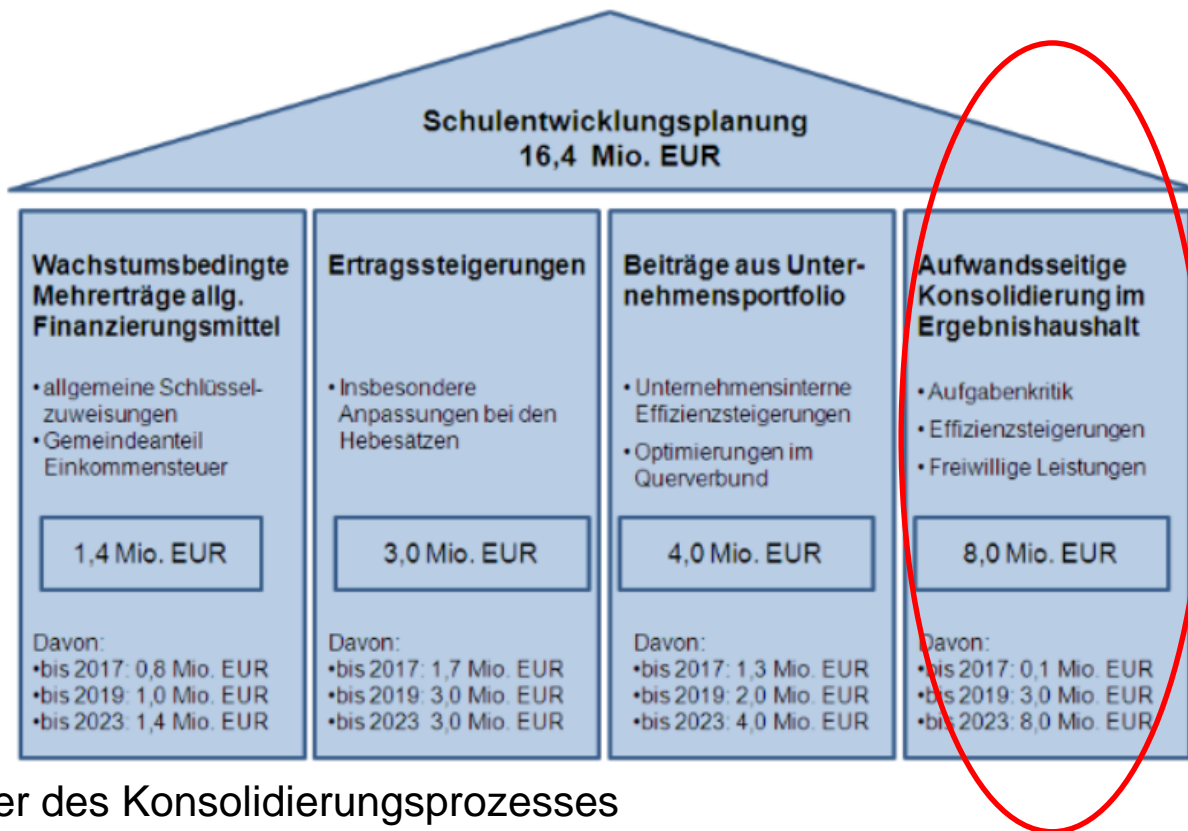 Schulentwicklungsplanung
16,4 Mio. EUR
Wachstumsbedingte
Mehrerträge allg.
Finanzierungsmittel
• allgemeine Schlüssel-
zuweisungen
• Gemeindeanteil
Einkommensteuer
1,4 Mio. EUR
Davon:
•bis 2017: 0,8 Mio. EUR
•bis 2019: 1,0 Mio. EUR
•bis 2023: 1,4 Mio. EUR
Ertragssteigerungen
• Insbesondere
Anpassungen bei den
Hebesätzen
3,0 Mio. EUR
Davon:
•bis 2017: 1,7 Mio. EUR
•bis 2019: 3,0 Mio. EUR
•bis 2023 3,0 Mio. EUR
Beiträge aus Unter-
nehmensportfolio
• Unternehmensinterne
Effizienzsteigerungen
• Optimierungen im
Querverbund
4,0 Mio. EUR
Davon:
•bis 2017: 1,3 Mio. EUR
•bis 2019: 2,0 Mio. EUR
•bis 2023: 4,0 Mio. EUR
Aufwandsseitige
Konsolidierung im
Ergebnishaushalt
• Aufgabenkritik
• Effizienzsteigerungen
• Freiwillige Leistungen
8,0 Mio. EUR
Davon:
•bis 2017: 0,1 Mio. EUR
•bis 2019: 3,0 Mio. EUR
•bis 2023: 8,0 Mio. EUR
er des Konsolidierungsprozesses